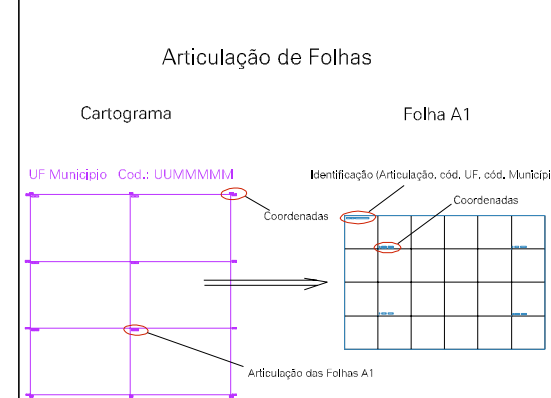 Articulação de Folhas
Cartograma
Folha A1
UF Municipio Cod.: UUMMMMM
Identificação (Articulação, cód. UF, cód. Municípi
Coordenadas
Coordenadas
Articulação das Folhas A1